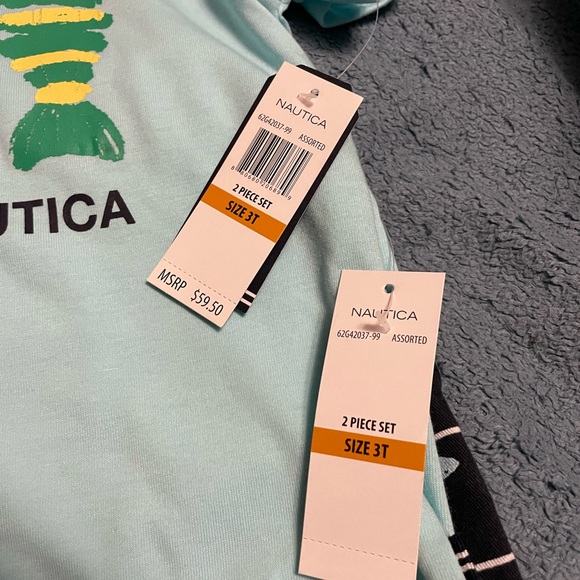 UTICA
NAUTICA
62G42037-99 ASSORTED
2 PIECE SET
SIZE 3T
MSRP $59.50
NAUTICA
62G42037-99 ASSORTED
2 PIECE SET
SIZE 3T